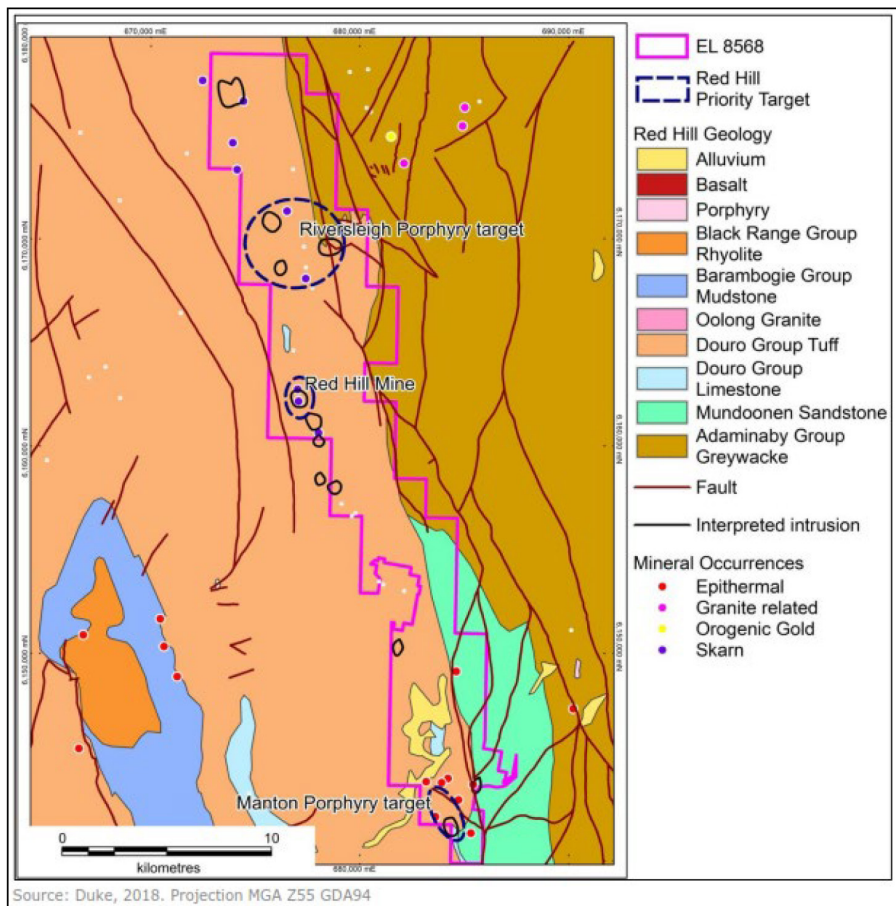 670,000 mE
680,000 mE
690,000 mE
6,180,000 mN
6,170,000 mN
6,170,000 mN
6,160,000 mN
6,160,000 mN
6,150,000 mN
6,150,000 mN
680,000 mE
Riversleigh Porphyry target
Red Hill Mine
Manton Porphyry target
0
10
kilometres
EL 8568
Red Hill
Priority Target
Red Hill Geology
Alluvium
Basalt
Porphyry
Black Range Group
Rhyolite
Barambogie Group
Mudstone
Oolong Granite
Douro Group Tuff
Douro Group
Limestone
Mundoonen Sandstone
Adaminaby Group
Greywacke
Fault
Interpreted intrusion
Mineral Occurrences
Epithermal
Granite related
Orogenic Gold
Skarn
Source: Duke, 2018. Projection MGA Z55 GDA94